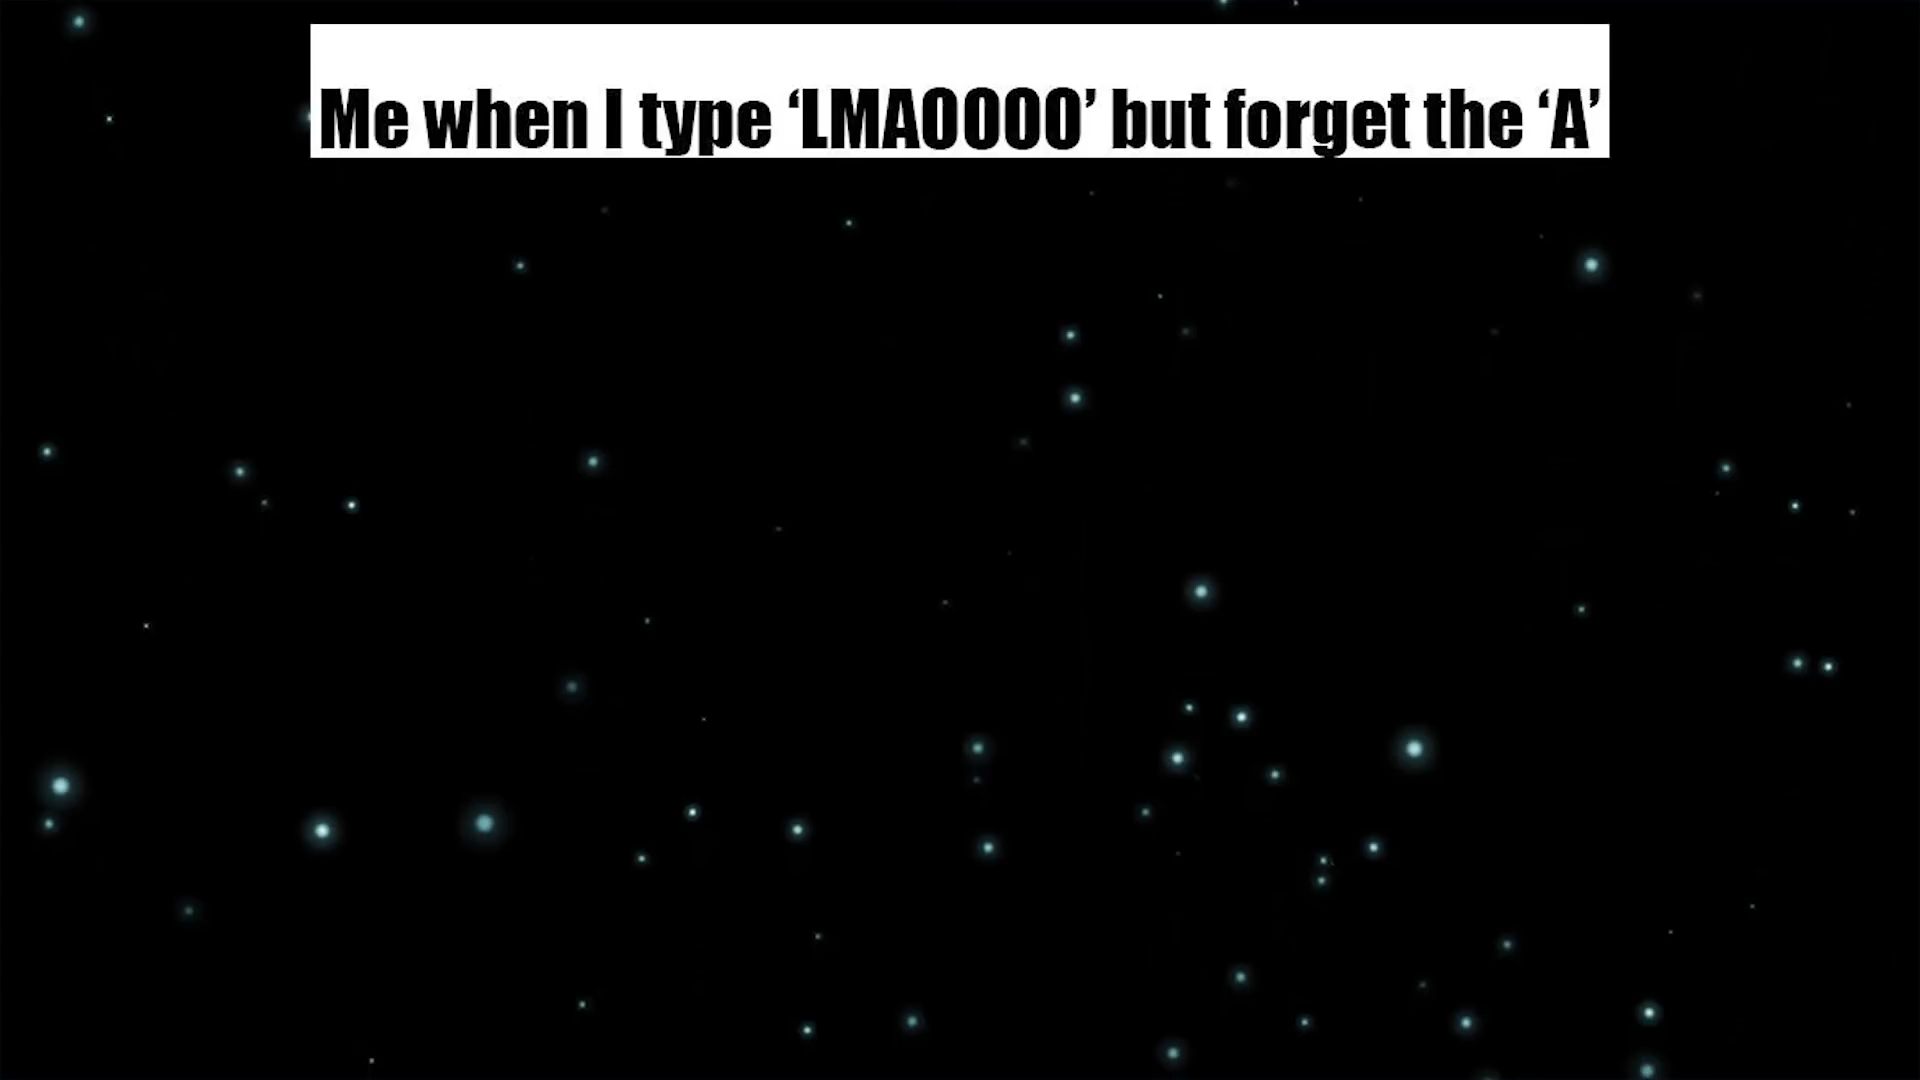 Me when I type ‘LMAOOOO’ but forget the ‘A’